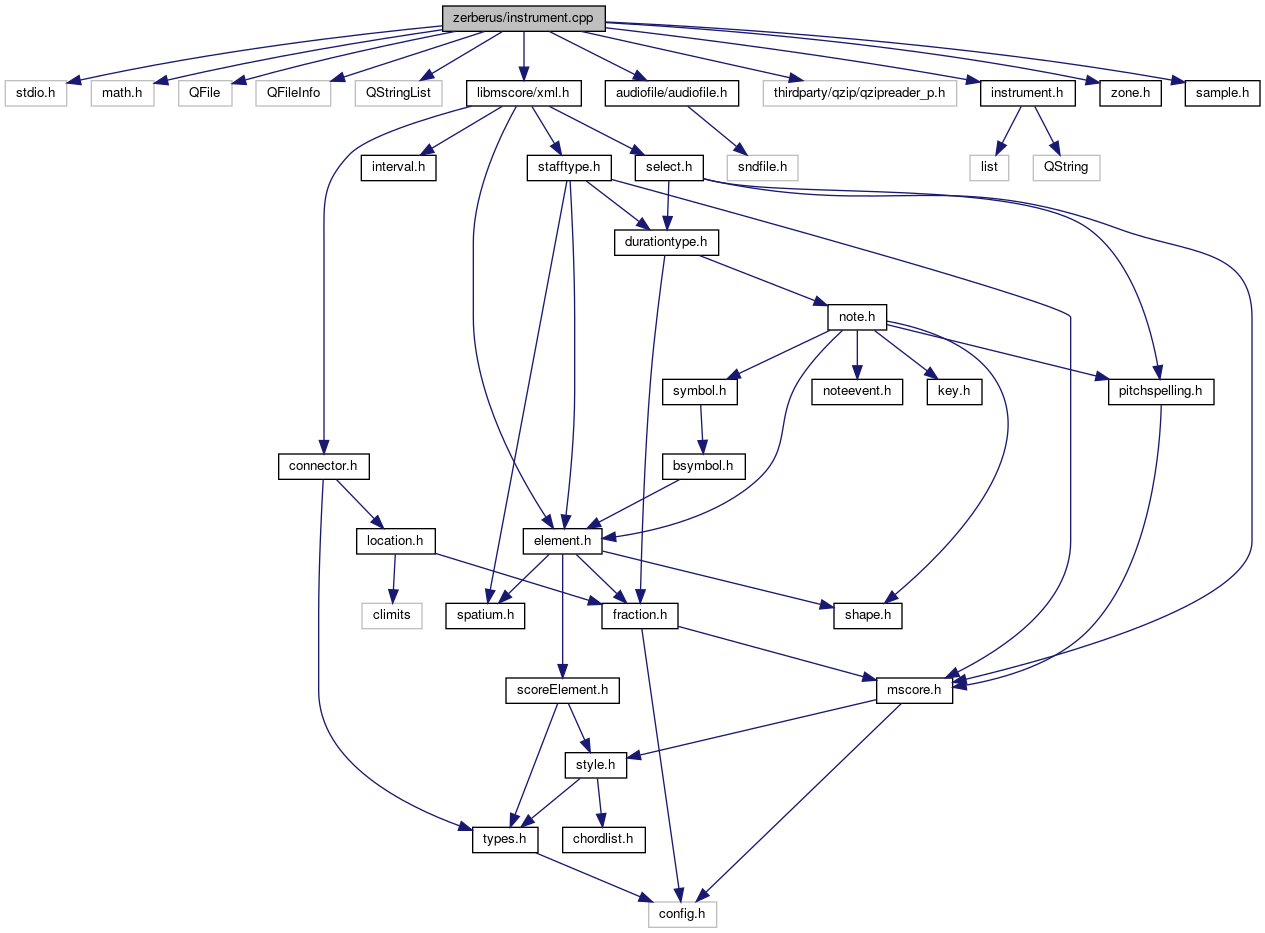 zerberus/instrument.cpp
stdio.h
math.h
QFile
QFileInfo
QStringList
libmscore/xml.h
audiofile/audiofile.h
thirdparty/qzip/qzipreader_p.h
instrument.h
zone.h
sample.h
interval.h
stafftype.h
select.h
sndfile.h
list
QString
durationtype.h
note.h
symbol.h
noteevent.h
key.h
pitchspelling.h
connector.h
bsymbol.h
location.h
element.h
climits
spatium.h
fraction.h
shape.h
scoreElement.h
mscore.h
style.h
types.h
chordlist.h
config.h